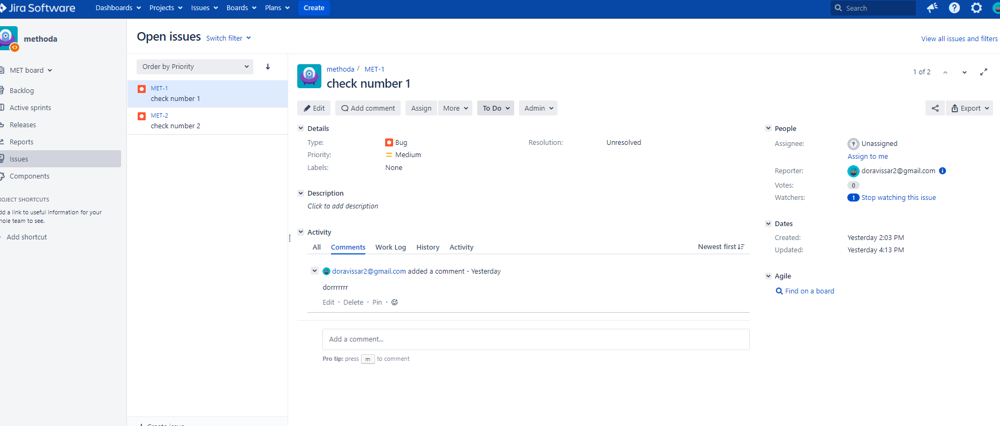 Jira Software Dashboards Projects Issues Boards Plans Create Search
methoda
MET board
Backlog
Active sprints
Releases
Reports
Issues
Components
ROJECT SHORTCUTS
dd a link to useful information for your
hole team to see.
Add shortcut
Open issues Switch filter
View all issues and filters
Order by Priority
MET-1
check number 1
MET-2
check number 2
Create issue
methoda / MET-1
check number 1
1 of 2
Edit Add comment Assign More To Do Admin Export
Details
Type: Bug Resolution: Unresolved
Priority: Medium
Labels: None
Description
Click to add description
Activity
All Comments Work Log History Activity Newest first
doravissar2@gmail.com added a comment - Yesterday
dorrrrrrr
Edit · Delete · Pin ·
Add a comment...
Pro tip: press m to comment
People
Assignee: ? Unassigned
Assign to me
Reporter: doravissar2@gmail.com
Votes: 0
Watchers: 1 Stop watching this issue
Dates
Created: Yesterday 2:03 PM
Updated: Yesterday 4:13 PM
Agile
Find on a board